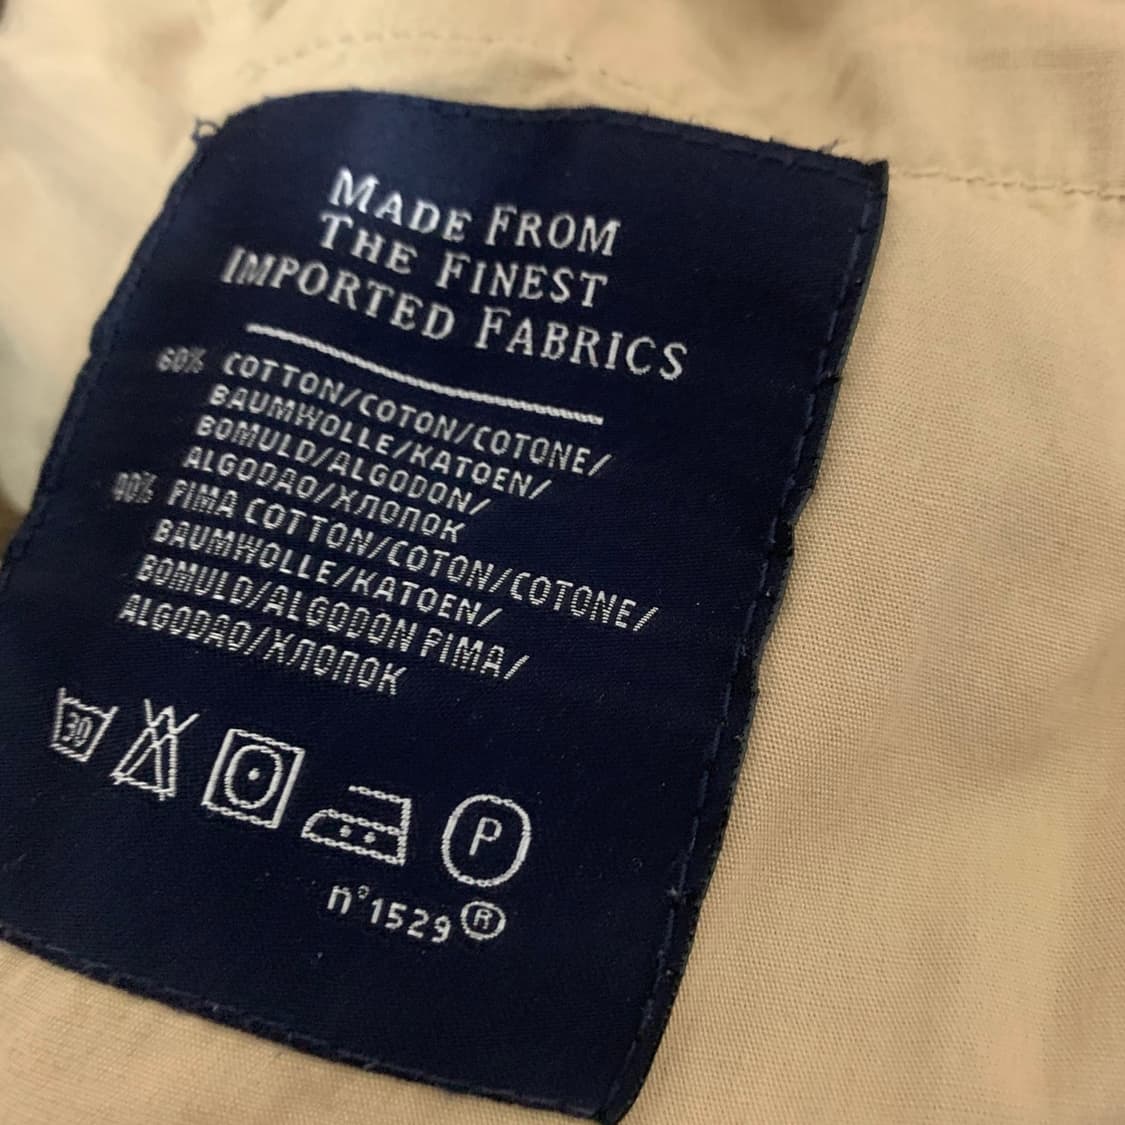 MADE FROM
THE FINEST
IMPORTED FABRICS
60% COTTON/COTON/COTONE/
BAUMWOLLE/KATOEN/
BOMULD/ALGODON/
ALGODAO/ХЛОПОК
40% PIMA COTTON/COTON/COTONE/
BAUMWOLLE/KATOEN/
BOMULD/ALGODON PIMA/
ALGODAO/ХЛОПОК
30
P
n°1529®